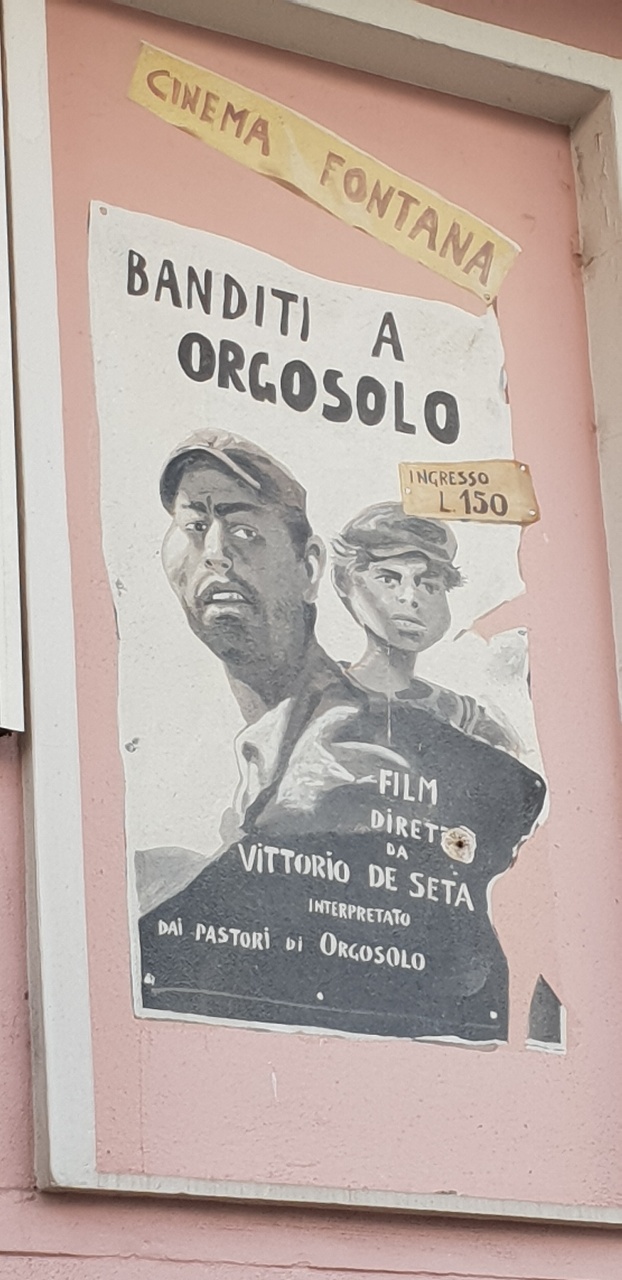 CINEMA FONTANA
BANDITI A
ORGOSOLO
INGRESSO
L.150
FILM
DIRETT
DA
VITTORIO DE SETA
INTERPRETATO
DAI PASTORI DI ORGOSOLO